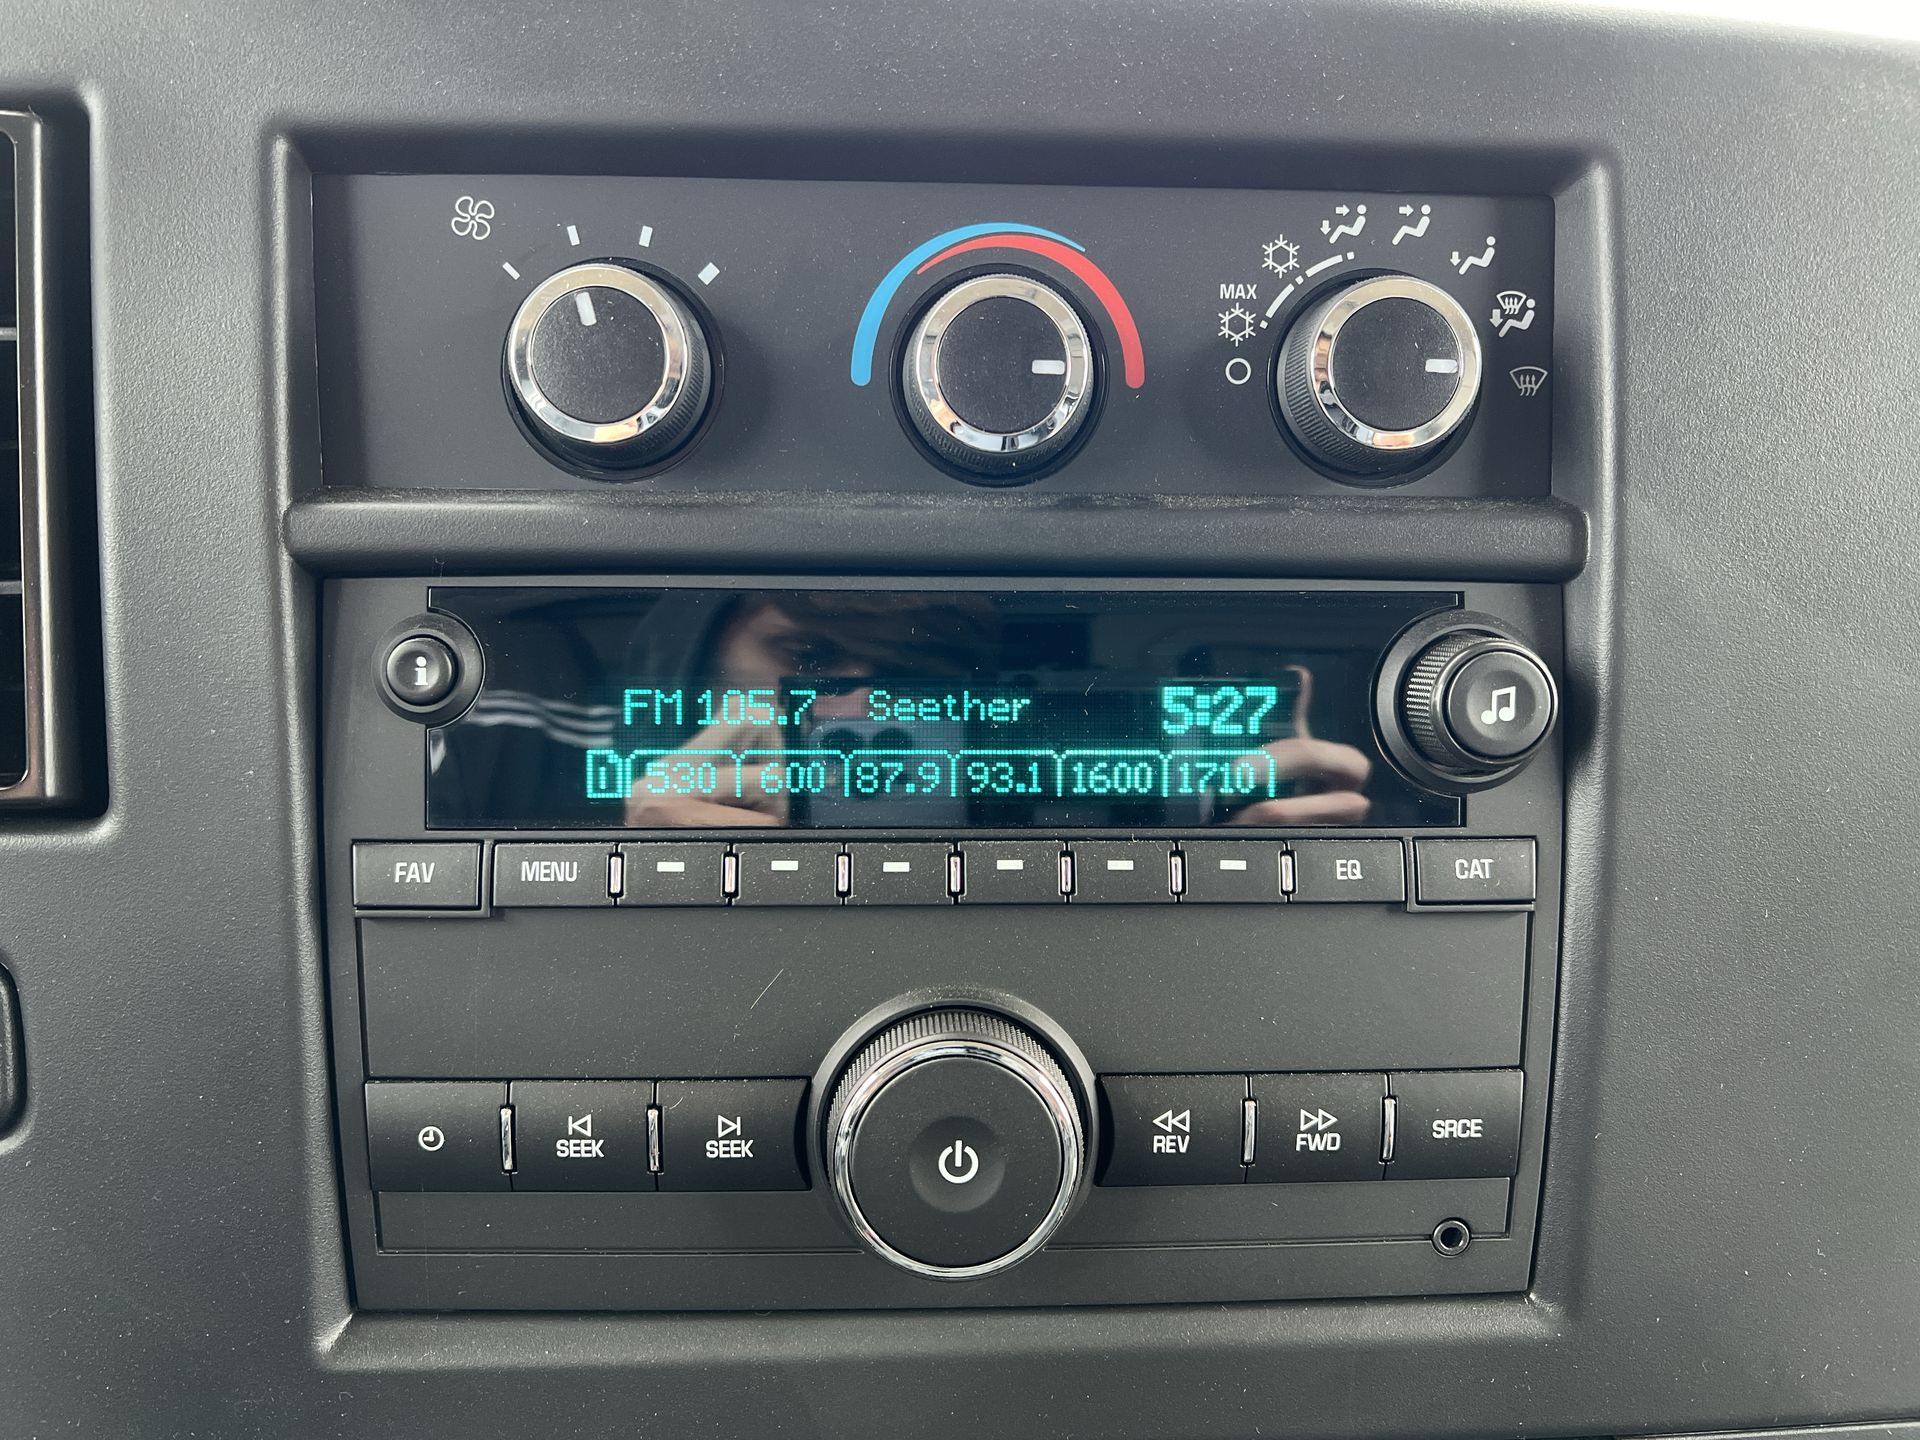 MAX
i
FM 105.7 Seether 5:27
1 530 600 87.9 93.1 1600 1710
FAV MENU EQ CAT
SEEK SEEK REV FWD SRCE